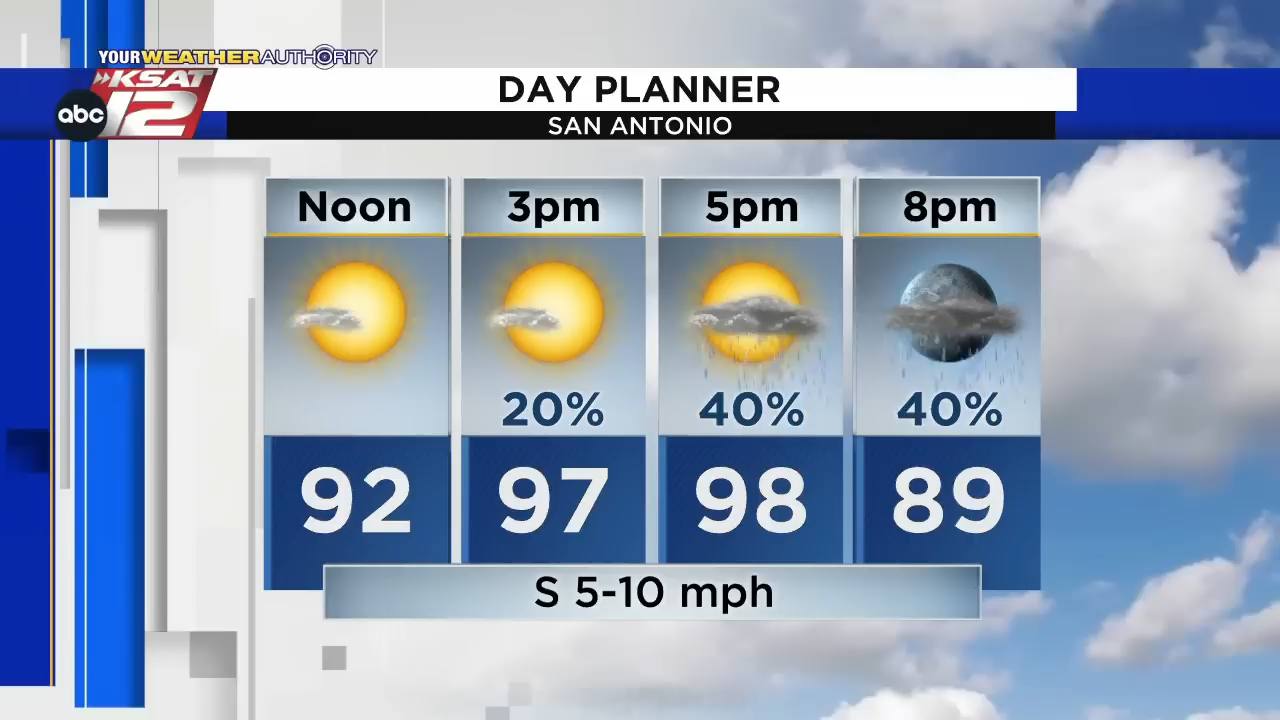 YOUR WEATHER AUTHORITY
KSAT
abc 12
DAY PLANNER
SAN ANTONIO
Noon 3pm 5pm 8pm
20% 40% 40%
92 97 98 89
S 5-10 mph